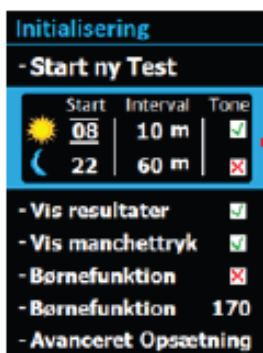 Initialisering
- Start ny Test
Start Interval Tone
08 10 m
22 60 m
- Vis resultater
- Vis manchettryk
- Børnefunktion
- Børnefunktion 170
- Avanceret Opsætning